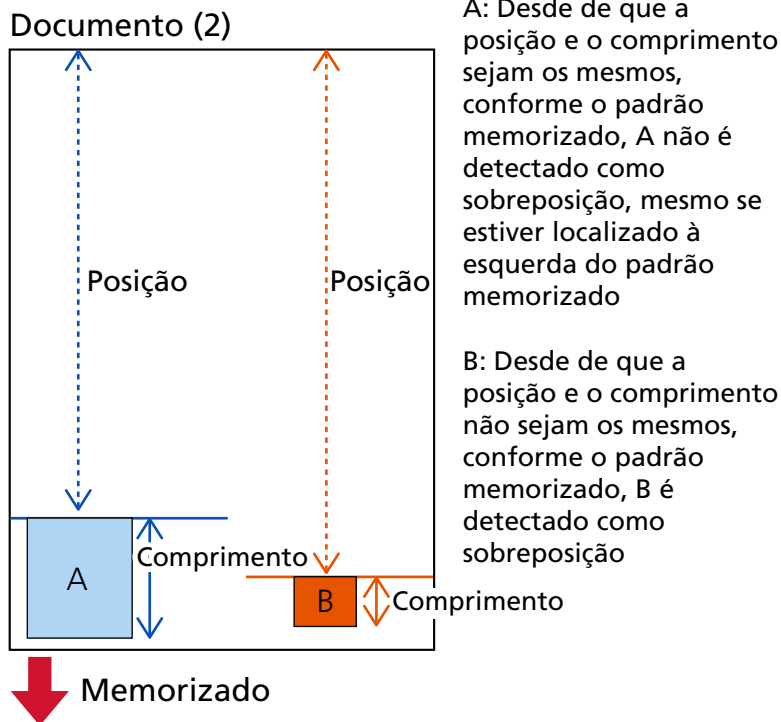 Documento (2)
Posição
Posição
Comprimento
A
B
Comprimento
Memorizado
A: Desde de que a
posição e o comprimento
sejam os mesmos,
conforme o padrão
memorizado, A não é
detectado como
sobreposição, mesmo se
estiver localizado à
esquerda do padrão
memorizado
B: Desde de que a
posição e o comprimento
não sejam os mesmos,
conforme o padrão
memorizado, B é
detectado como
sobreposição